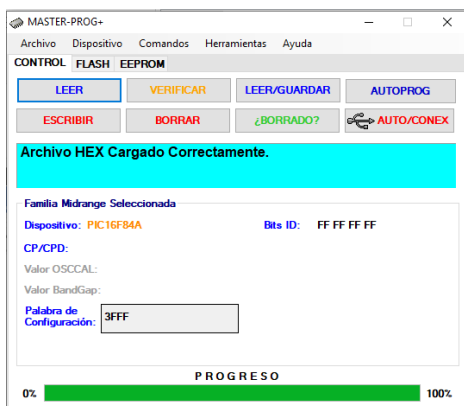 MASTER-PROG+
Archivo Dispositivo Comandos Herramientas Ayuda
CONTROL FLASH EEPROM
LEER VERIFICAR LEER/GUARDAR AUTOPROG
ESCRIBIR BORRAR ¿BORRADO? AUTO/CONEX
Archivo HEX Cargado Correctamente.
Familia Midrange Seleccionada
Dispositivo: PIC16F84A Bits ID: FF FF FF FF
CP/CPD:
Valor OSCCAL:
Valor BandGap:
Palabra de
Configuración: 3FFF
PROGRESO
0% 100%